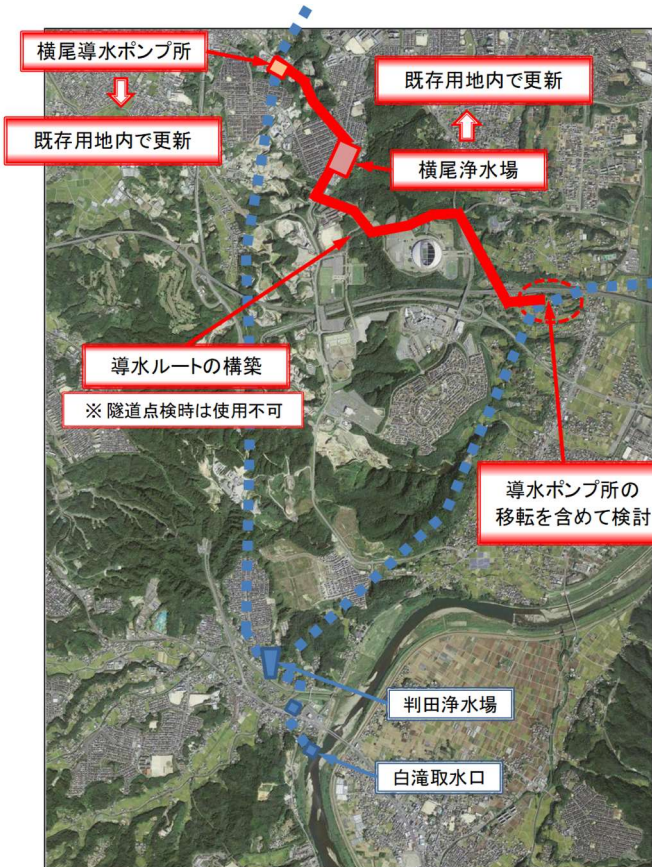 横尾導水ポンプ所
既存用地内で更新
既存用地内で更新
横尾浄水場
導水ルートの構築
※ 隧道点検時は使用不可
導水ポンプ所の
移転を含めて検討
判田浄水場
白滝取水口